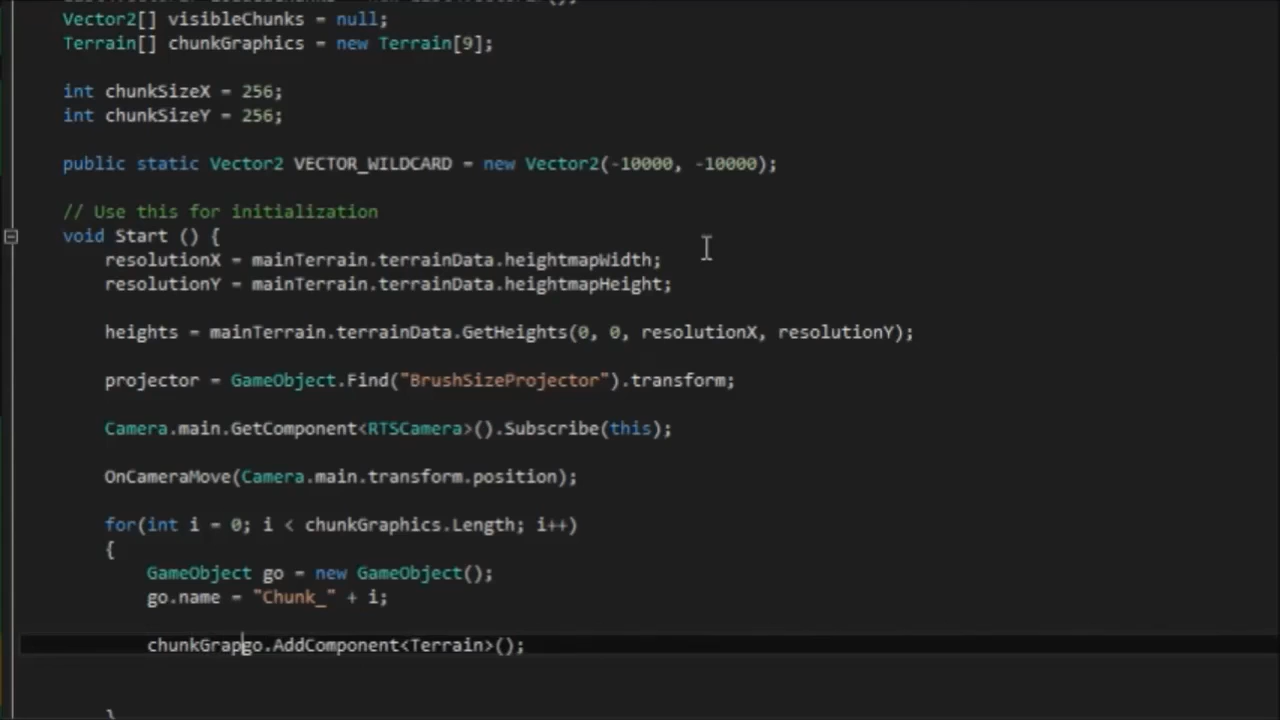 Vector2[] visibleChunks = null;
Terrain[] chunkGraphics = new Terrain[9];
int chunkSizeX = 256;
int chunkSizeY = 256;
public static Vector2 VECTOR_WILDCARD = new Vector2(-10000, -10000);
// Use this for initialization
void Start () {
resolutionX = mainTerrain.terrainData.heightmapWidth;
resolutionY = mainTerrain.terrainData.heightmapHeight;
heights = mainTerrain.terrainData.GetHeights(0, 0, resolutionX, resolutionY);
projector = GameObject.Find("BrushSizeProjector").transform;
Camera.main.GetComponent<RTSCamera>().Subscribe(this);
OnCameraMove(Camera.main.transform.position);
for(int i = 0; i < chunkGraphics.Length; i++)
{
GameObject go = new GameObject();
go.name = "Chunk_" + i;
chunkGrapgo.AddComponent<Terrain>();
}